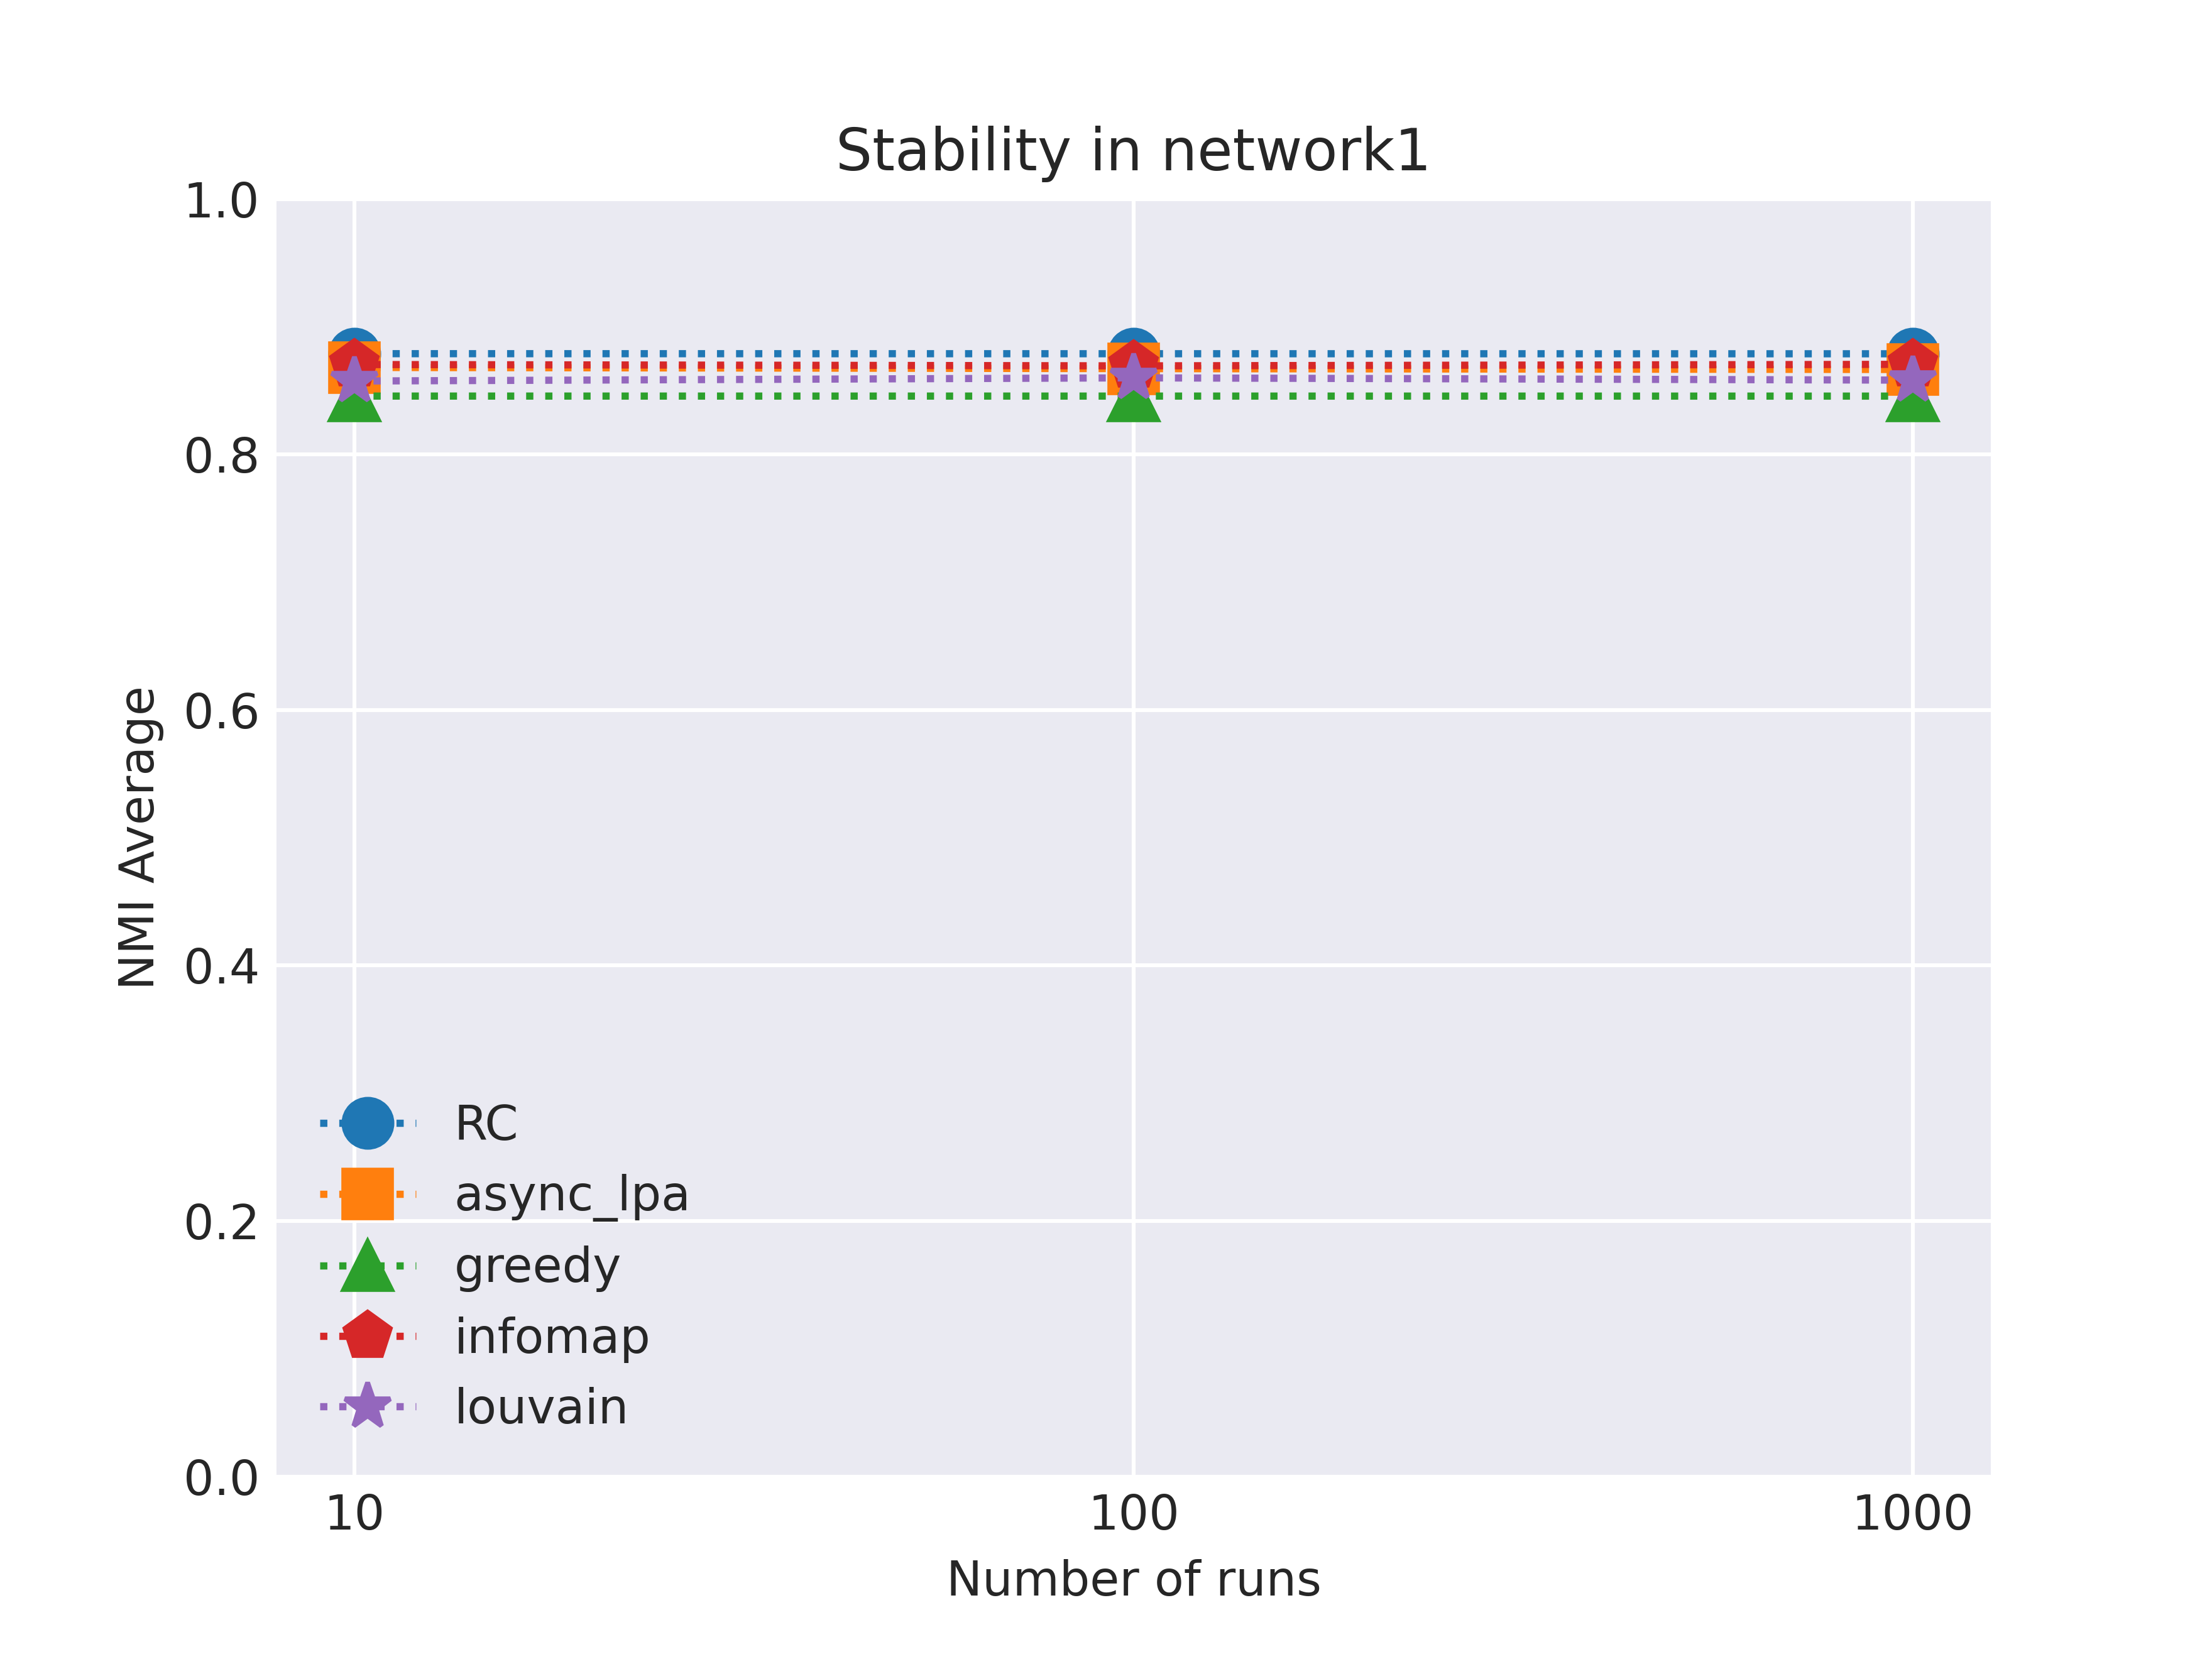 Stability in network1
1.0
0.8
0.6
0.4
0.2
0.0
NMI Average
RC
async_lpa
greedy
infomap
louvain
10
100
1000
Number of runs